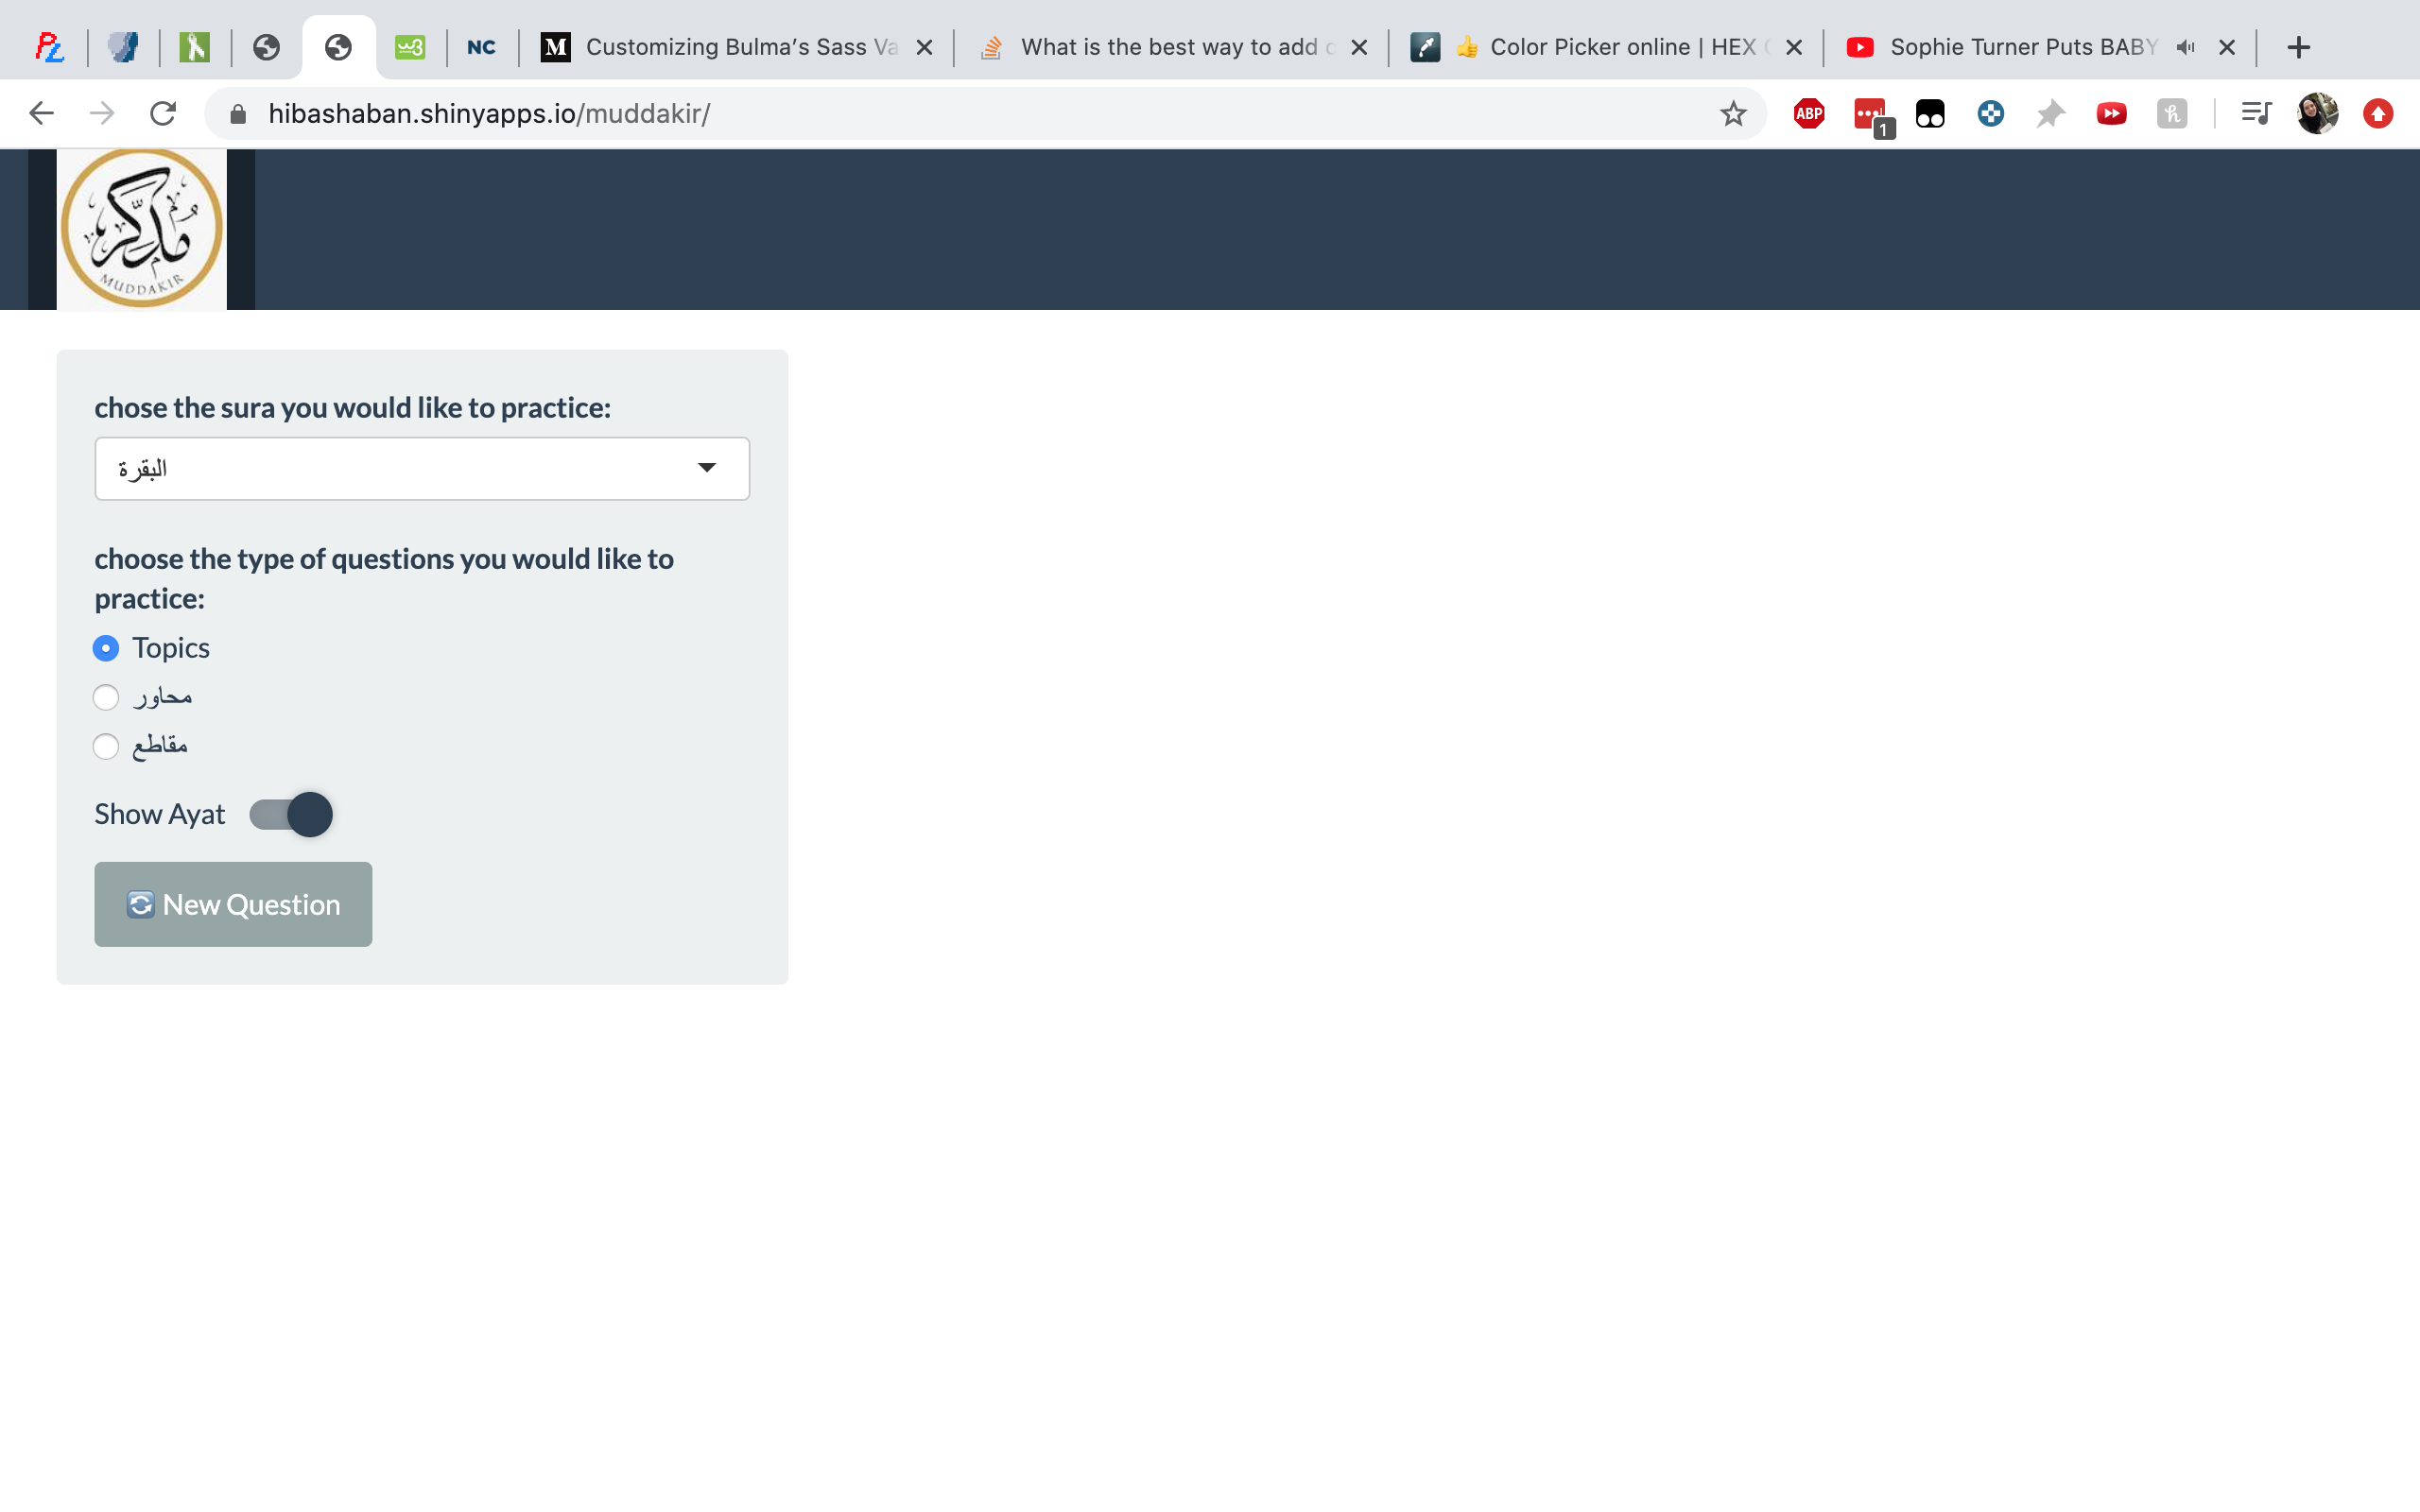 NC
M
Customizing Bulma's Sass Va
What is the best way to add
Color Picker online | HEX
Sophie Turner Puts BABY
hibashaban.shinyapps.io/muddakir/
ABP
1
مُدَّكِر
MUDDAKIR
chose the sura you would like to practice:
البقرة
choose the type of questions you would like to
practice:
Topics
محاور
مقاطع
Show Ayat
New Question